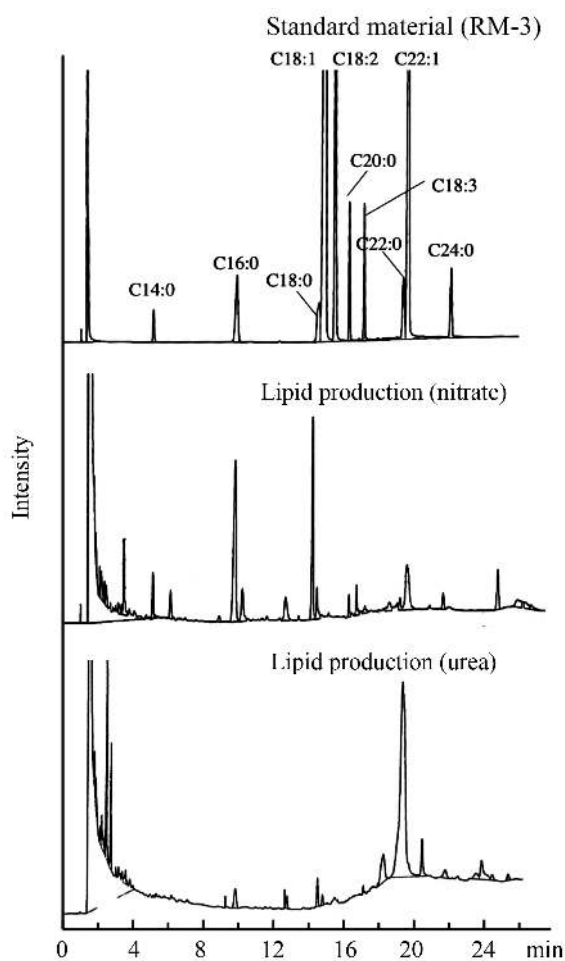 Standard material (RM-3)
C18:1 C18:2 C22:1
C20:0
C18:3
C16:0
C22:0
C24:0
C18:0
C14:0
Lipid production (nitrate)
Intensity
Lipid production (urea)
0 4 8 12 16 20 24 min